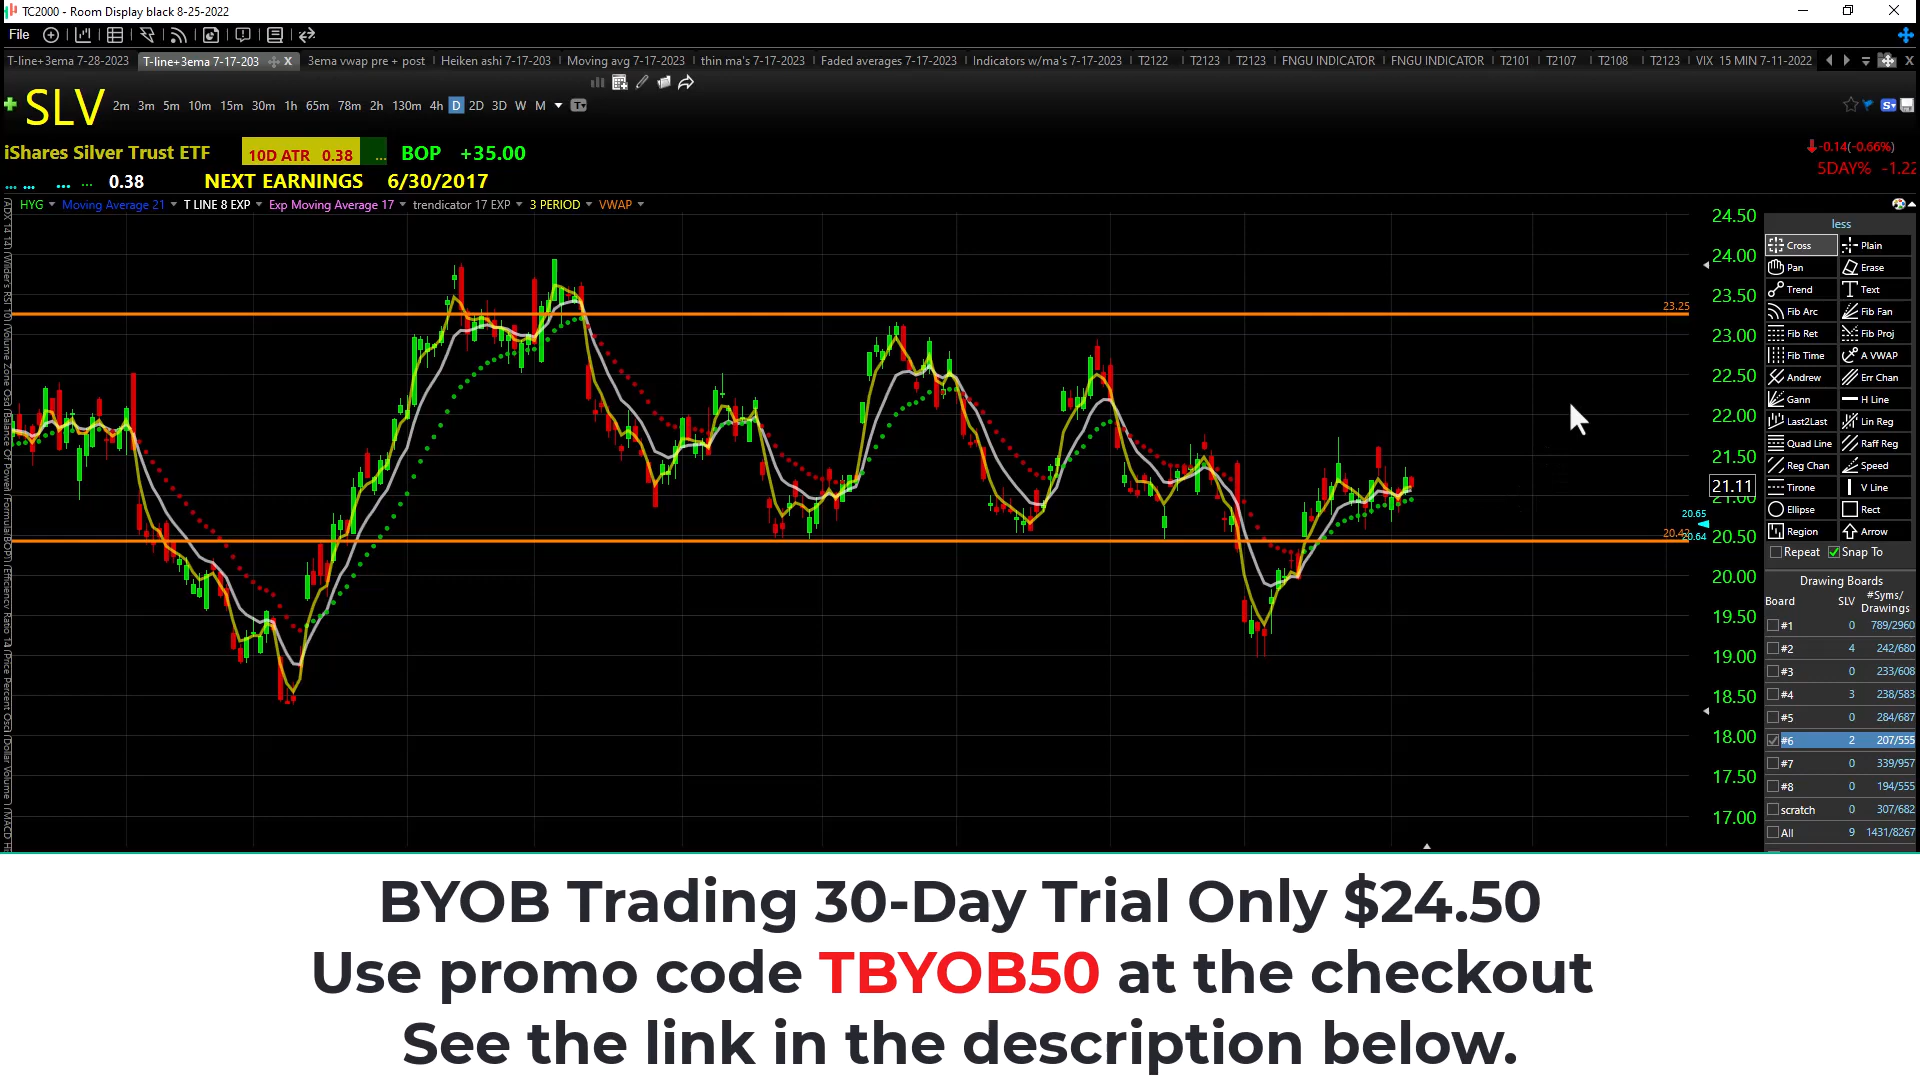 TC2000 - Room Display black 8-25-2022
File
T-line+3ema 7-28-2023 T-line+3ema 7-17-203 X 3ema vwap pre + post Heiken ashi 7-17-203 Moving avg 7-17-2023 thin ma's 7-17-2023 Faded averages 7-17-2023 Indicators w/ma's 7-17-2023 T2122 T2123 T2123 FNGU INDICATOR FNGU INDICATOR T2101 T2107 T2108 T2123 VIX 15 MIN 7-11-2022 X
SLV 2m 3m 5m 10m 15m 30m 1h 65m 78m 2h 130m 4h D 2D 3D W M
iShares Silver Trust ETF 10D ATR 0.38 ... BOP +35.00
-0.14(-0.66%)
5DAY% -1.22
... ... ... ... 0.38 NEXT EARNINGS 6/30/2017
HYG Moving Average 21 T LINE 8 EXP Exp Moving Average 17 trendicator 17 EXP 3 PERIOD VWAP
24.50
24.00
23.50
23.00
22.50
22.00
21.50
21.11
21.00
20.50
20.00
19.50
19.00
18.50
18.00
17.50
17.00
23.25
20.65
20.64
less
Cross Plain
Pan Erase
Trend Text
Fib Arc Fib Fan
Fib Ret Fib Proj
Fib Time A VWAP
Andrew Err Chan
Gann H Line
Last2Last Lin Reg
Quad Line Raff Reg
Reg Chan Speed
Tirone V Line
Ellipse Rect
Region Arrow
Repeat Snap To
Drawing Boards
Board SLV #Syms/
Drawings
#1 0 789/2960
#2 4 242/680
#3 0 233/608
#4 3 238/583
#5 0 284/687
#6 2 207/555
#7 0 339/957
#8 0 194/555
scratch 0 307/682
All 9 1431/8267
BYOB Trading 30-Day Trial Only $24.50
Use promo code TBYOB50 at the checkout
See the link in the description below.